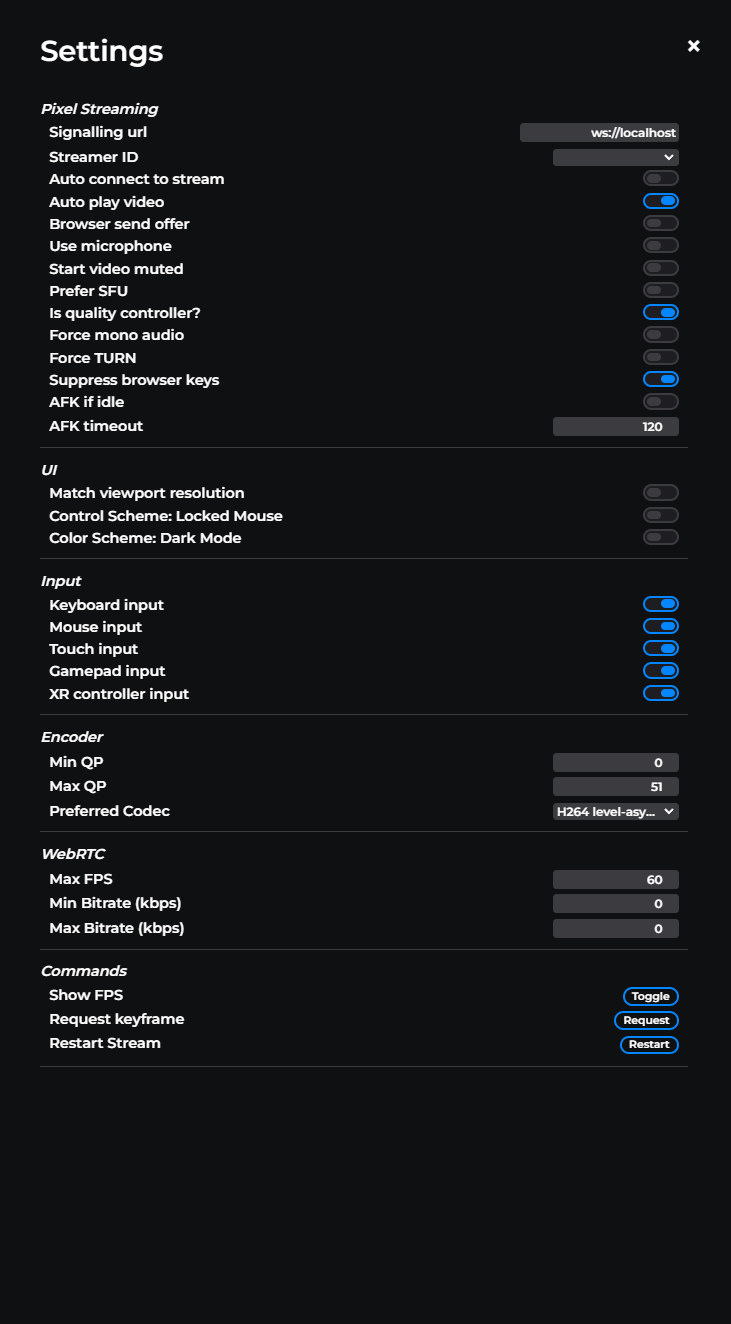 Settings
Pixel Streaming
Signalling url ws://localhost
Streamer ID
Auto connect to stream
Auto play video
Browser send offer
Use microphone
Start video muted
Prefer SFU
Is quality controller?
Force mono audio
Force TURN
Suppress browser keys
AFK if idle
AFK timeout 120
UI
Match viewport resolution
Control Scheme: Locked Mouse
Color Scheme: Dark Mode
Input
Keyboard input
Mouse input
Touch input
Gamepad input
XR controller input
Encoder
Min QP 0
Max QP 51
Preferred Codec H264 level-asy...
WebRTC
Max FPS 60
Min Bitrate (kbps) 0
Max Bitrate (kbps) 0
Commands
Show FPS Toggle
Request keyframe Request
Restart Stream Restart